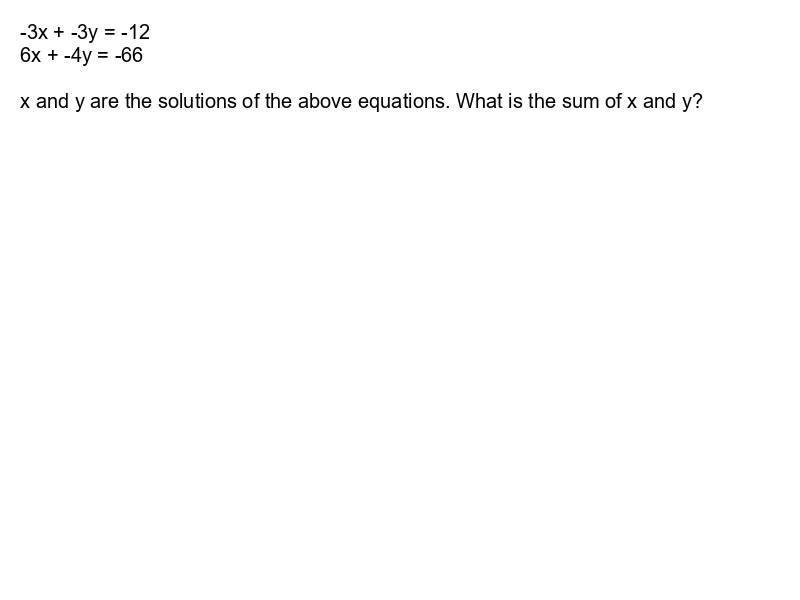 -3x + -3y = -12
6x + -4y = -66
x and y are the solutions of the above equations. What is the sum of x and y?